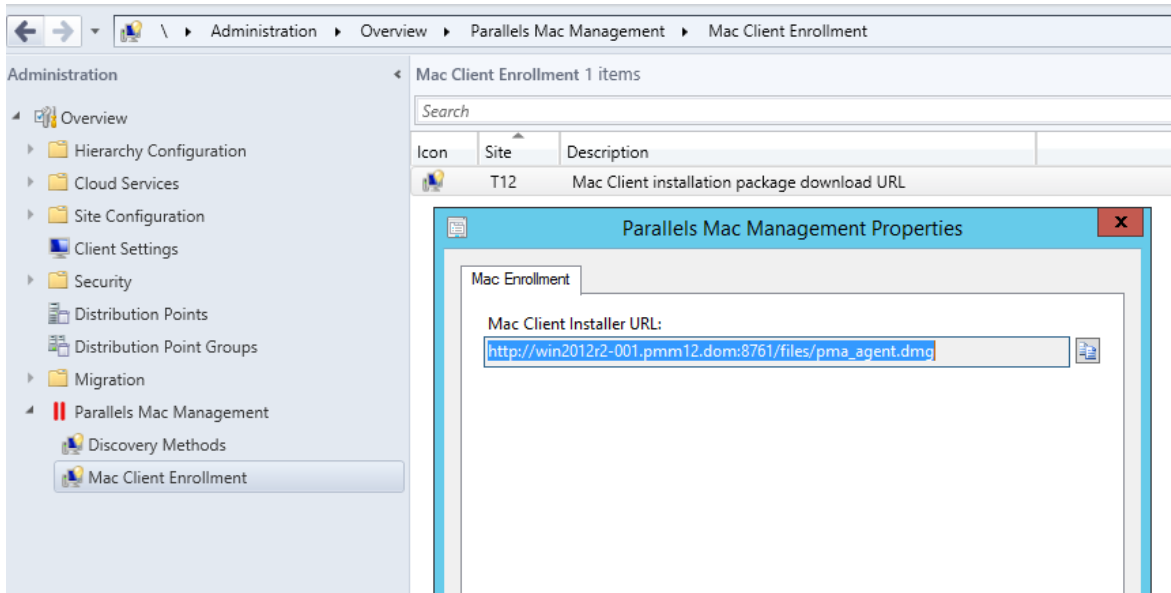 \ Administration Overview Parallels Mac Management Mac Client Enrollment
Administration
Overview
Hierarchy Configuration
Cloud Services
Site Configuration
Client Settings
Security
Distribution Points
Distribution Point Groups
Migration
Parallels Mac Management
Discovery Methods
Mac Client Enrollment
Mac Client Enrollment 1 items
Search
Icon Site Description
T12 Mac Client installation package download URL
Parallels Mac Management Properties
x
Mac Enrollment
Mac Client Installer URL:
http://win2012r2-001.pmm12.dom:8761/files/pma_agent.dmg